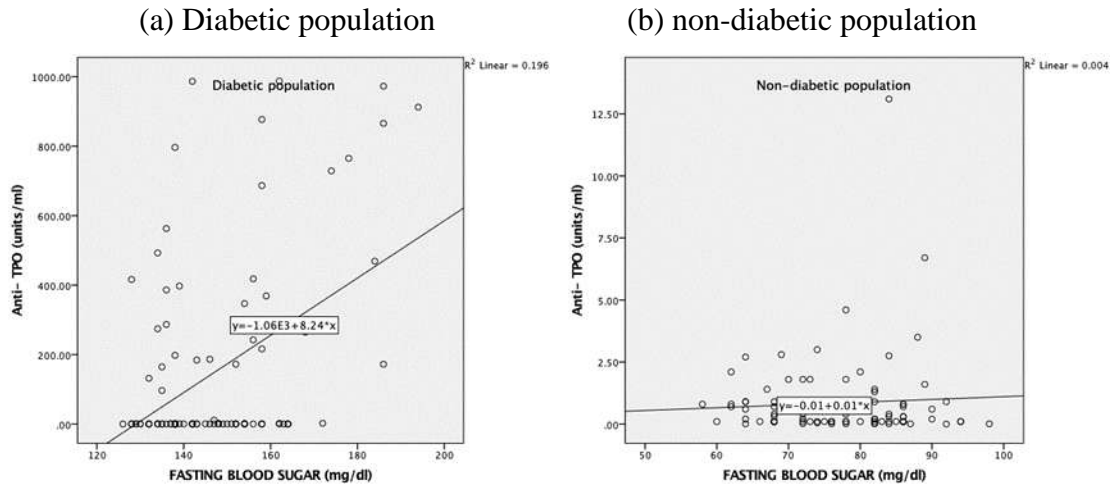 (a) Diabetic population
(b) non-diabetic population
R² Linear = 0.196
Diabetic population
1000.00
800.00
600.00
400.00
200.00
.00
Anti- TPO (units/ml)
y=-1.06E3+8.24*x
120 140 160 180 200
FASTING BLOOD SUGAR (mg/dl)
R² Linear = 0.004
Non-diabetic population
12.50
10.00
7.50
5.00
2.50
.00
Anti- TPO (units/ml)
y=-0.01+0.01*x
50 60 70 80 90 100
FASTING BLOOD SUGAR (mg/dl)